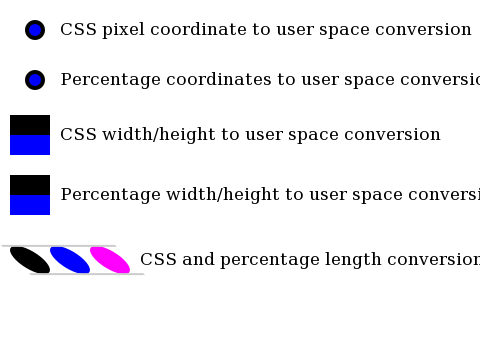 CSS pixel coordinate to user space conversion
Percentage coordinates to user space conversio
CSS width/height to user space conversion
Percentage width/height to user space conversi
CSS and percentage length conversion